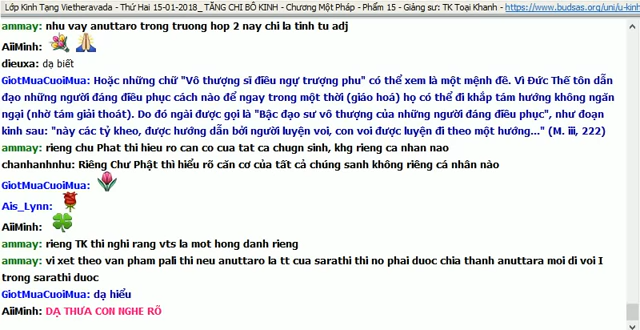 Lớp Kinh Tạng Vietheravada - Thứ Hai 15-01-2018_ TĂNG CHI BỘ KINH - Chương Một Pháp - Phẩm 15 - Giảng sư: TK Toại Khanh - https://www.budsas.org/uni/u-kinh
ammay: nhu vay anuttaro trong truong hop 2 nay chi la tinh tu adj
AiiMinh:
dieuxa: dạ biết
GiotMuaCuoiMua: Hoặc những chữ "Vô thượng sĩ điều ngự trượng phu" có thể xem là một mệnh đề. Vì Đức Thế tôn dẫn
đạo những người đáng điều phục cách nào để ngay trong một thời (giáo hoá) họ có thể đi khắp tám hướng không ngăn
ngại (nhờ tám giải thoát). Do đó ngài được gọi là "Bậc đạo sư vô thượng của những người đáng điều phục", như đoạn
kinh sau: "này các tỷ kheo, được hướng dẫn bởi người luyện voi, con voi được luyện đi theo một hướng..." (M. iii, 222)
ammay: rieng chu Phat thi hieu ro can co cua tat ca chugn sinh, khg rieng ca nhan nao
chanhanhnhu: Riêng Chư Phật thì hiểu rõ căn cơ của tất cả chúng sanh không riêng cá nhân nào
GiotMuaCuoiMua:
Ais_Lynn:
AiiMinh:
ammay: rieng TK thi nghi rang vts la mot hong danh rieng
ammay: vi xet theo van pham pali thi neu anuttaro la tt cua sarathi thi no phai duoc chia thanh anuttara moi di voi I
trong sarathi duoc
GiotMuaCuoiMua: dạ hiểu
AiiMinh: DẠ THƯA CON NGHE RÕ